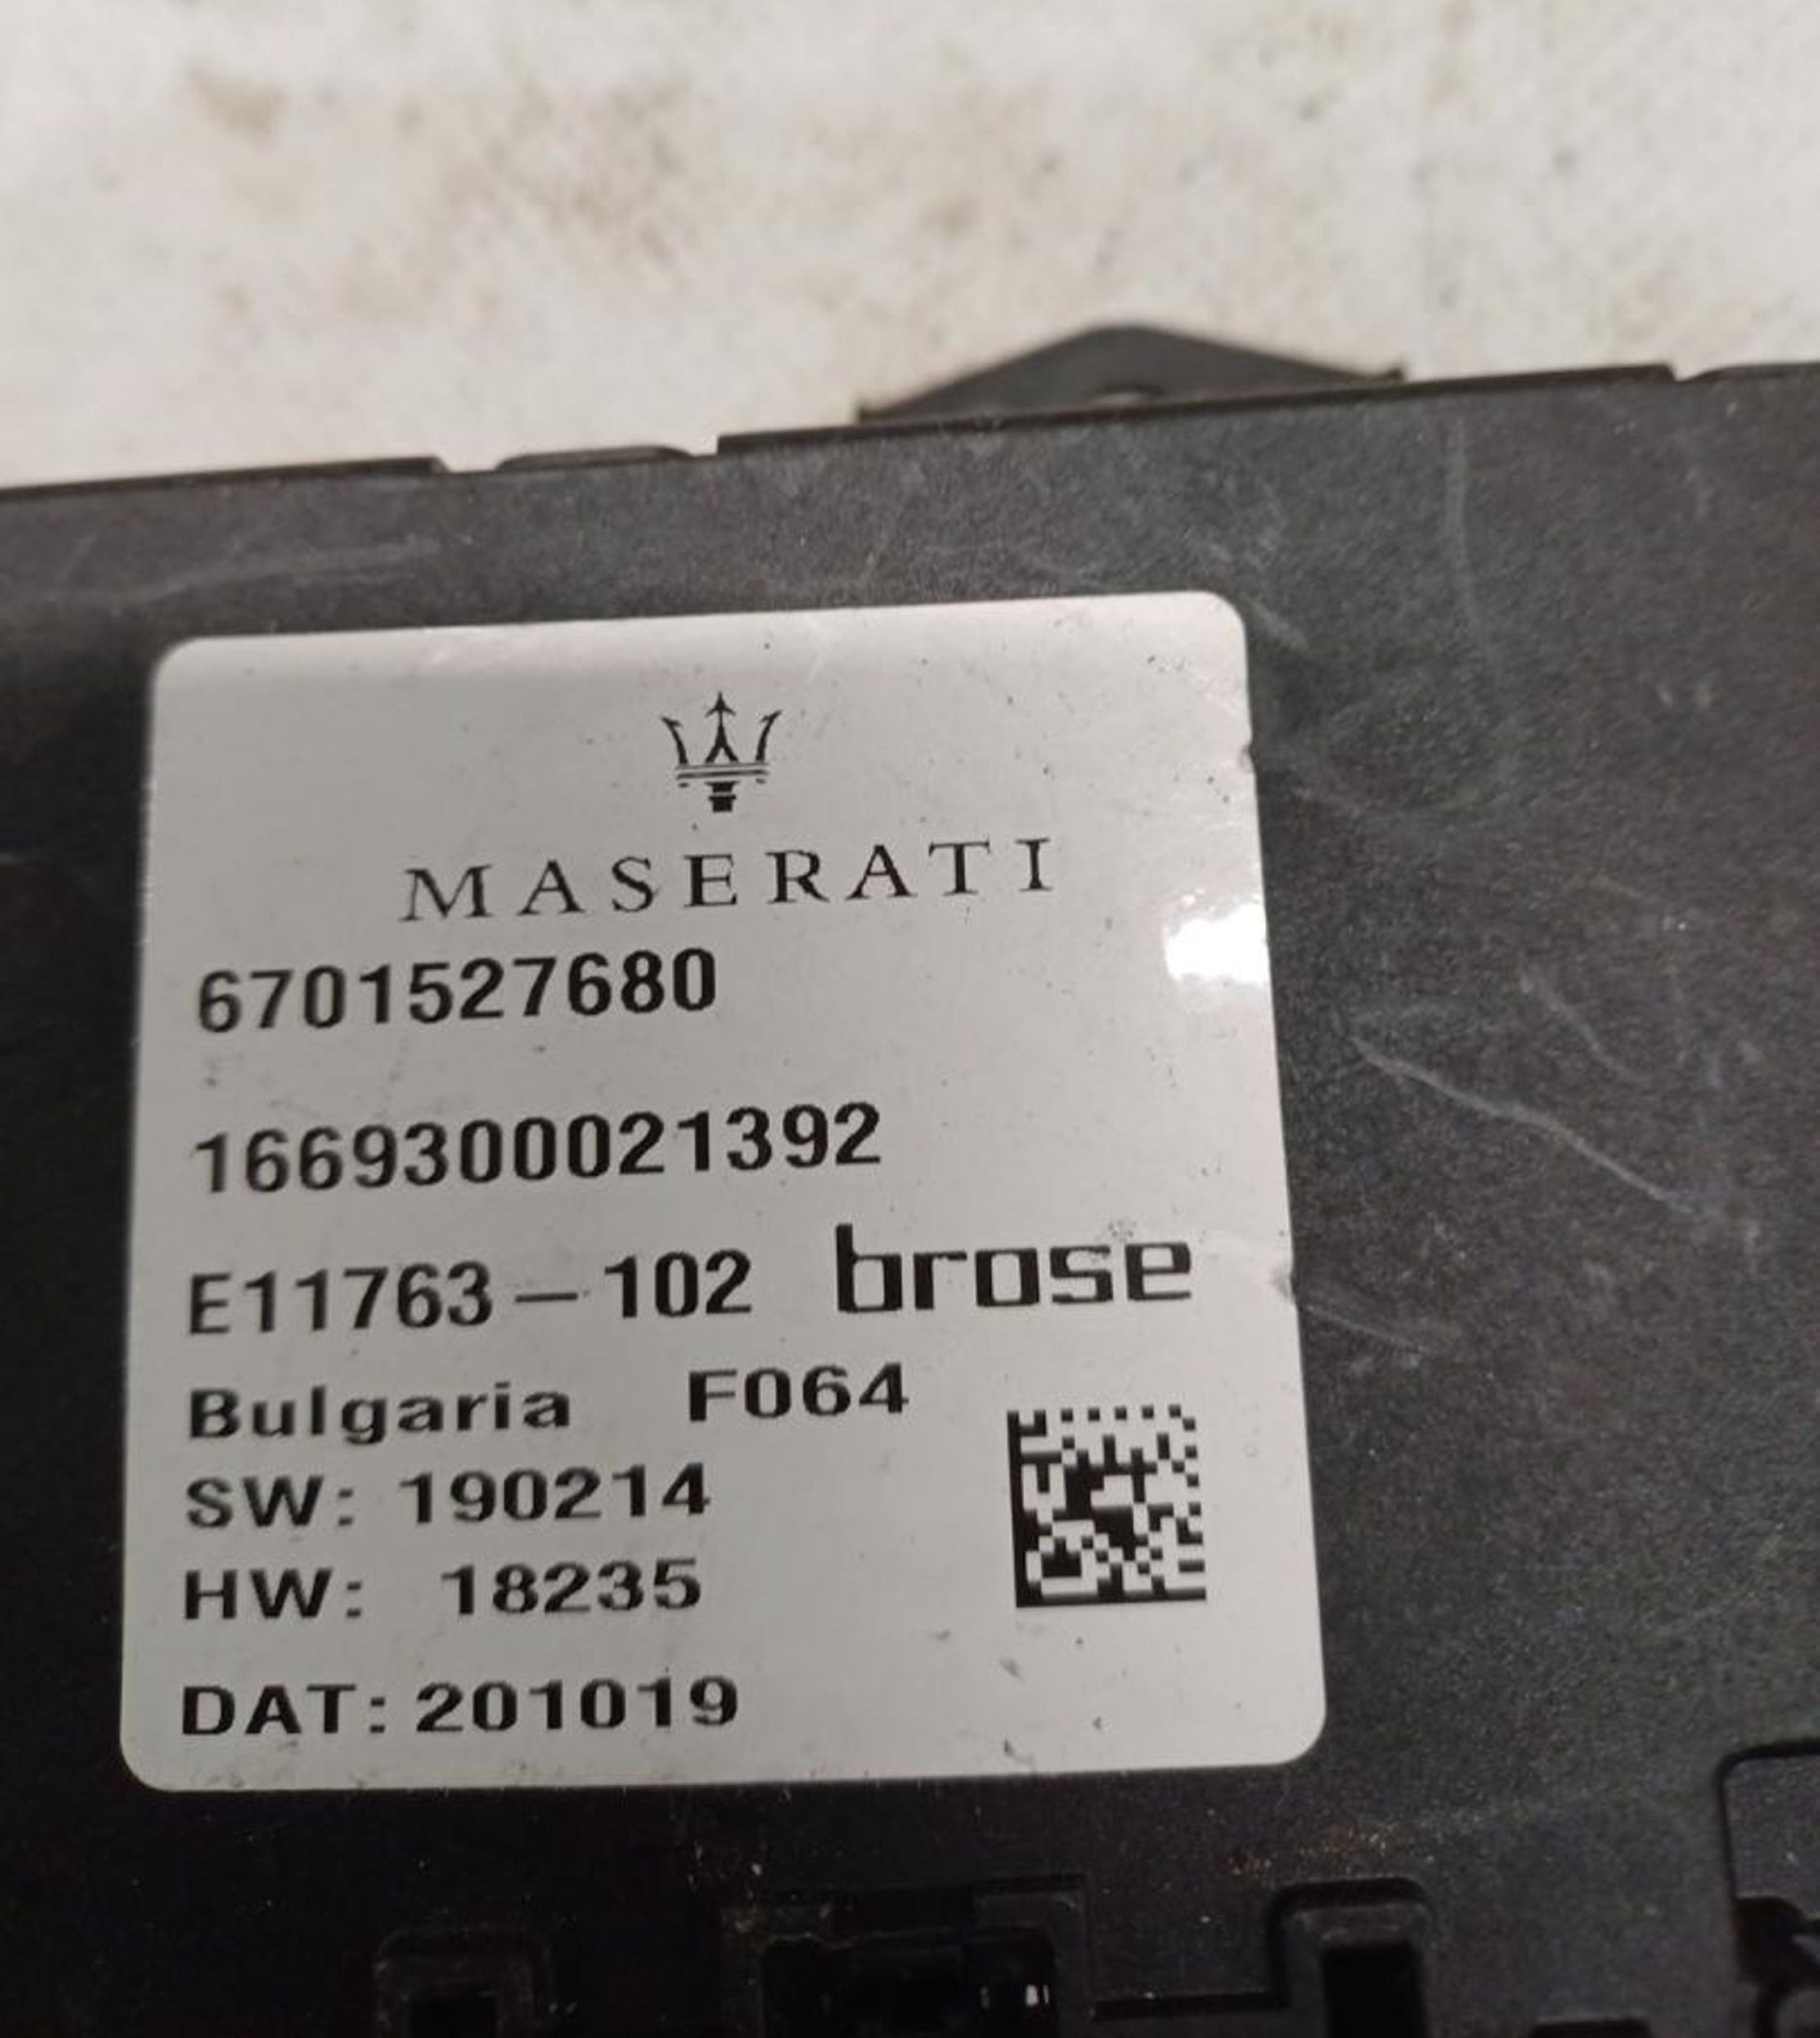 MASERATI
6701527680
1669300021392
E11763-102 brose
Bulgaria F064
SW: 190214
HW: 18235
DAT: 201019